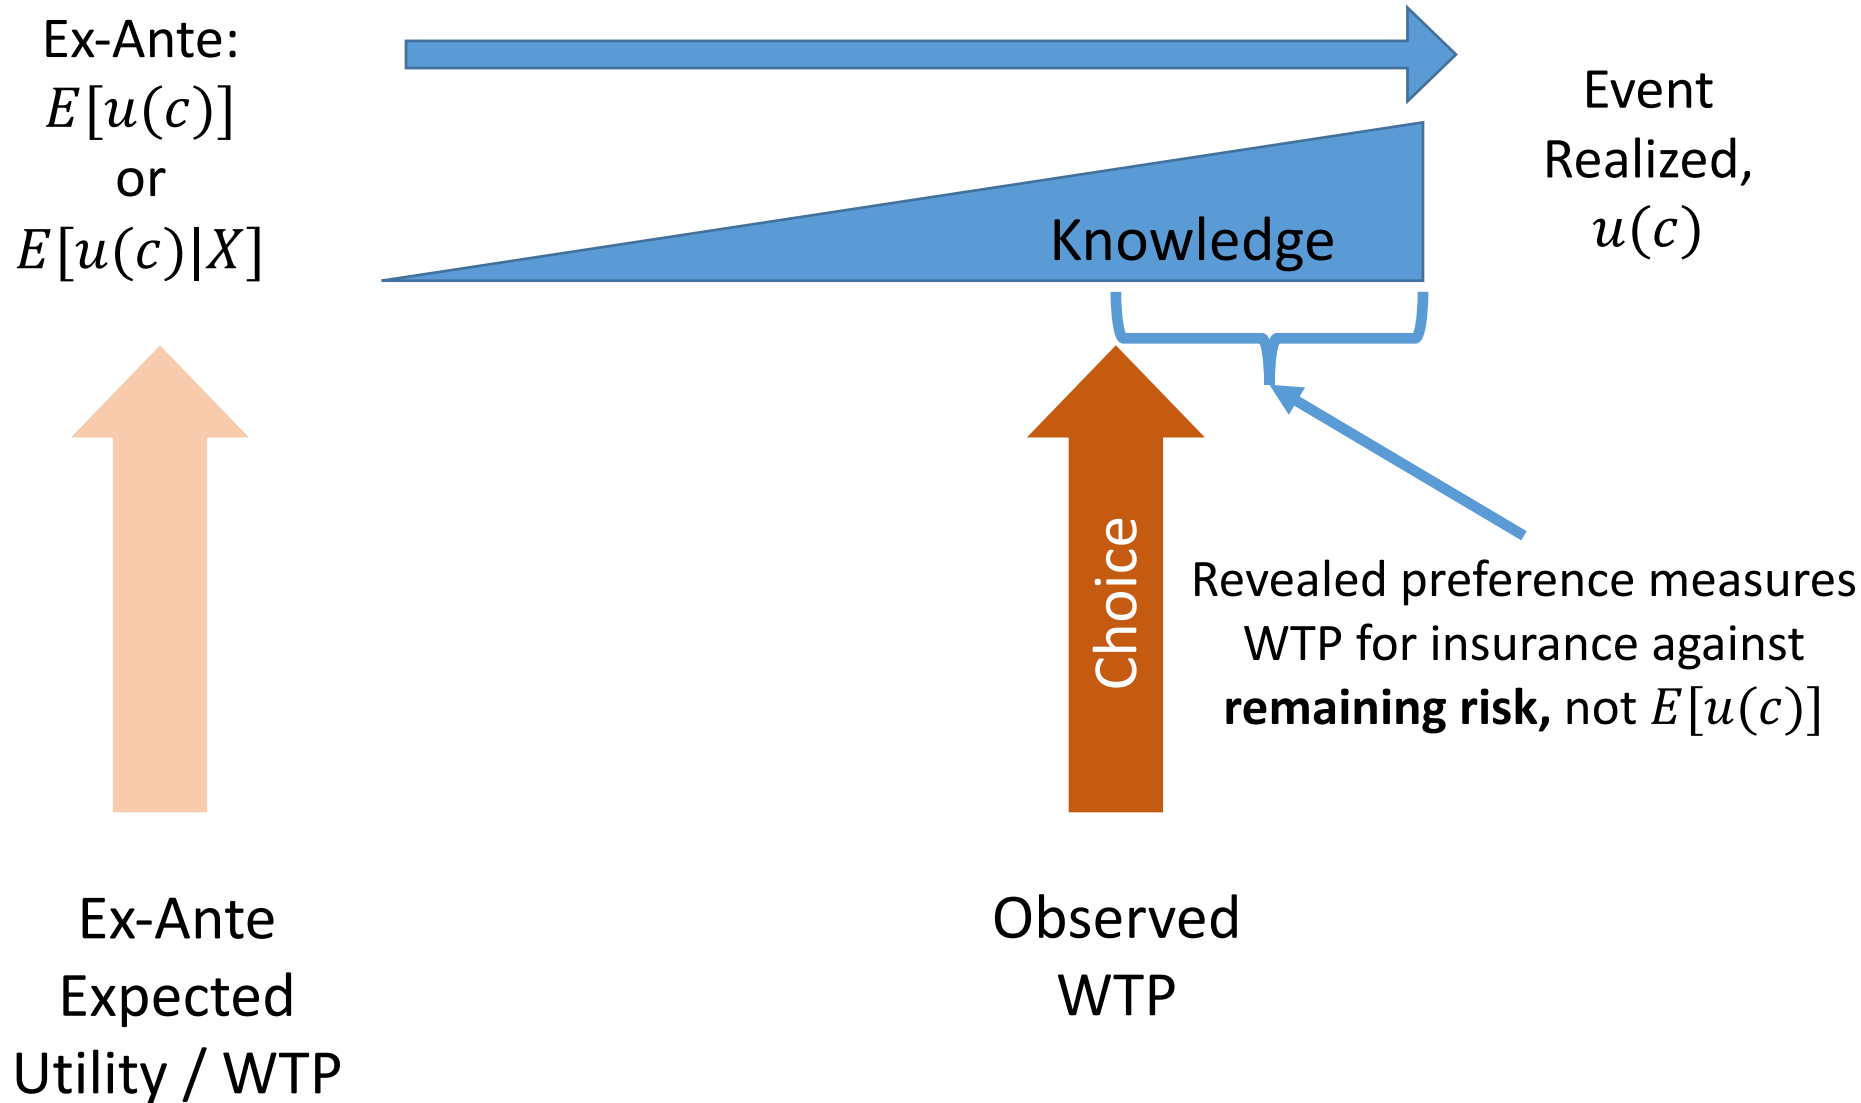 Ex-Ante:
E[u(c)]
or
E[u(c)|X]
Event
Realized,
u(c)
Knowledge
Choice
Revealed preference measures
WTP for insurance against
remaining risk, not E[u(c)]
Ex-Ante
Expected
Utility / WTP
Observed
WTP